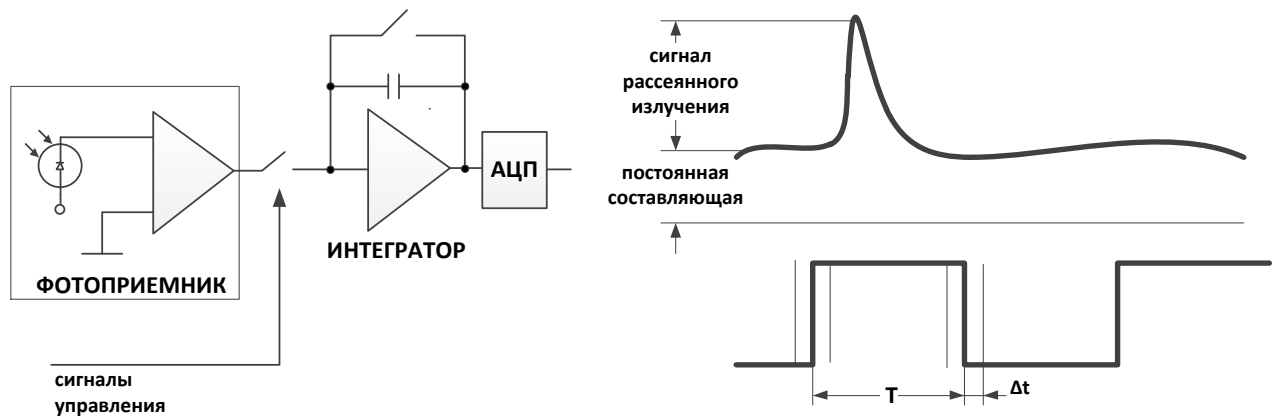 ФОТОПРИЕМНИК
ИНТЕГРАТОР
АЦП
сигналы
управления
сигнал
рассеянного
излучения
постоянная
составляющая
T
Δt